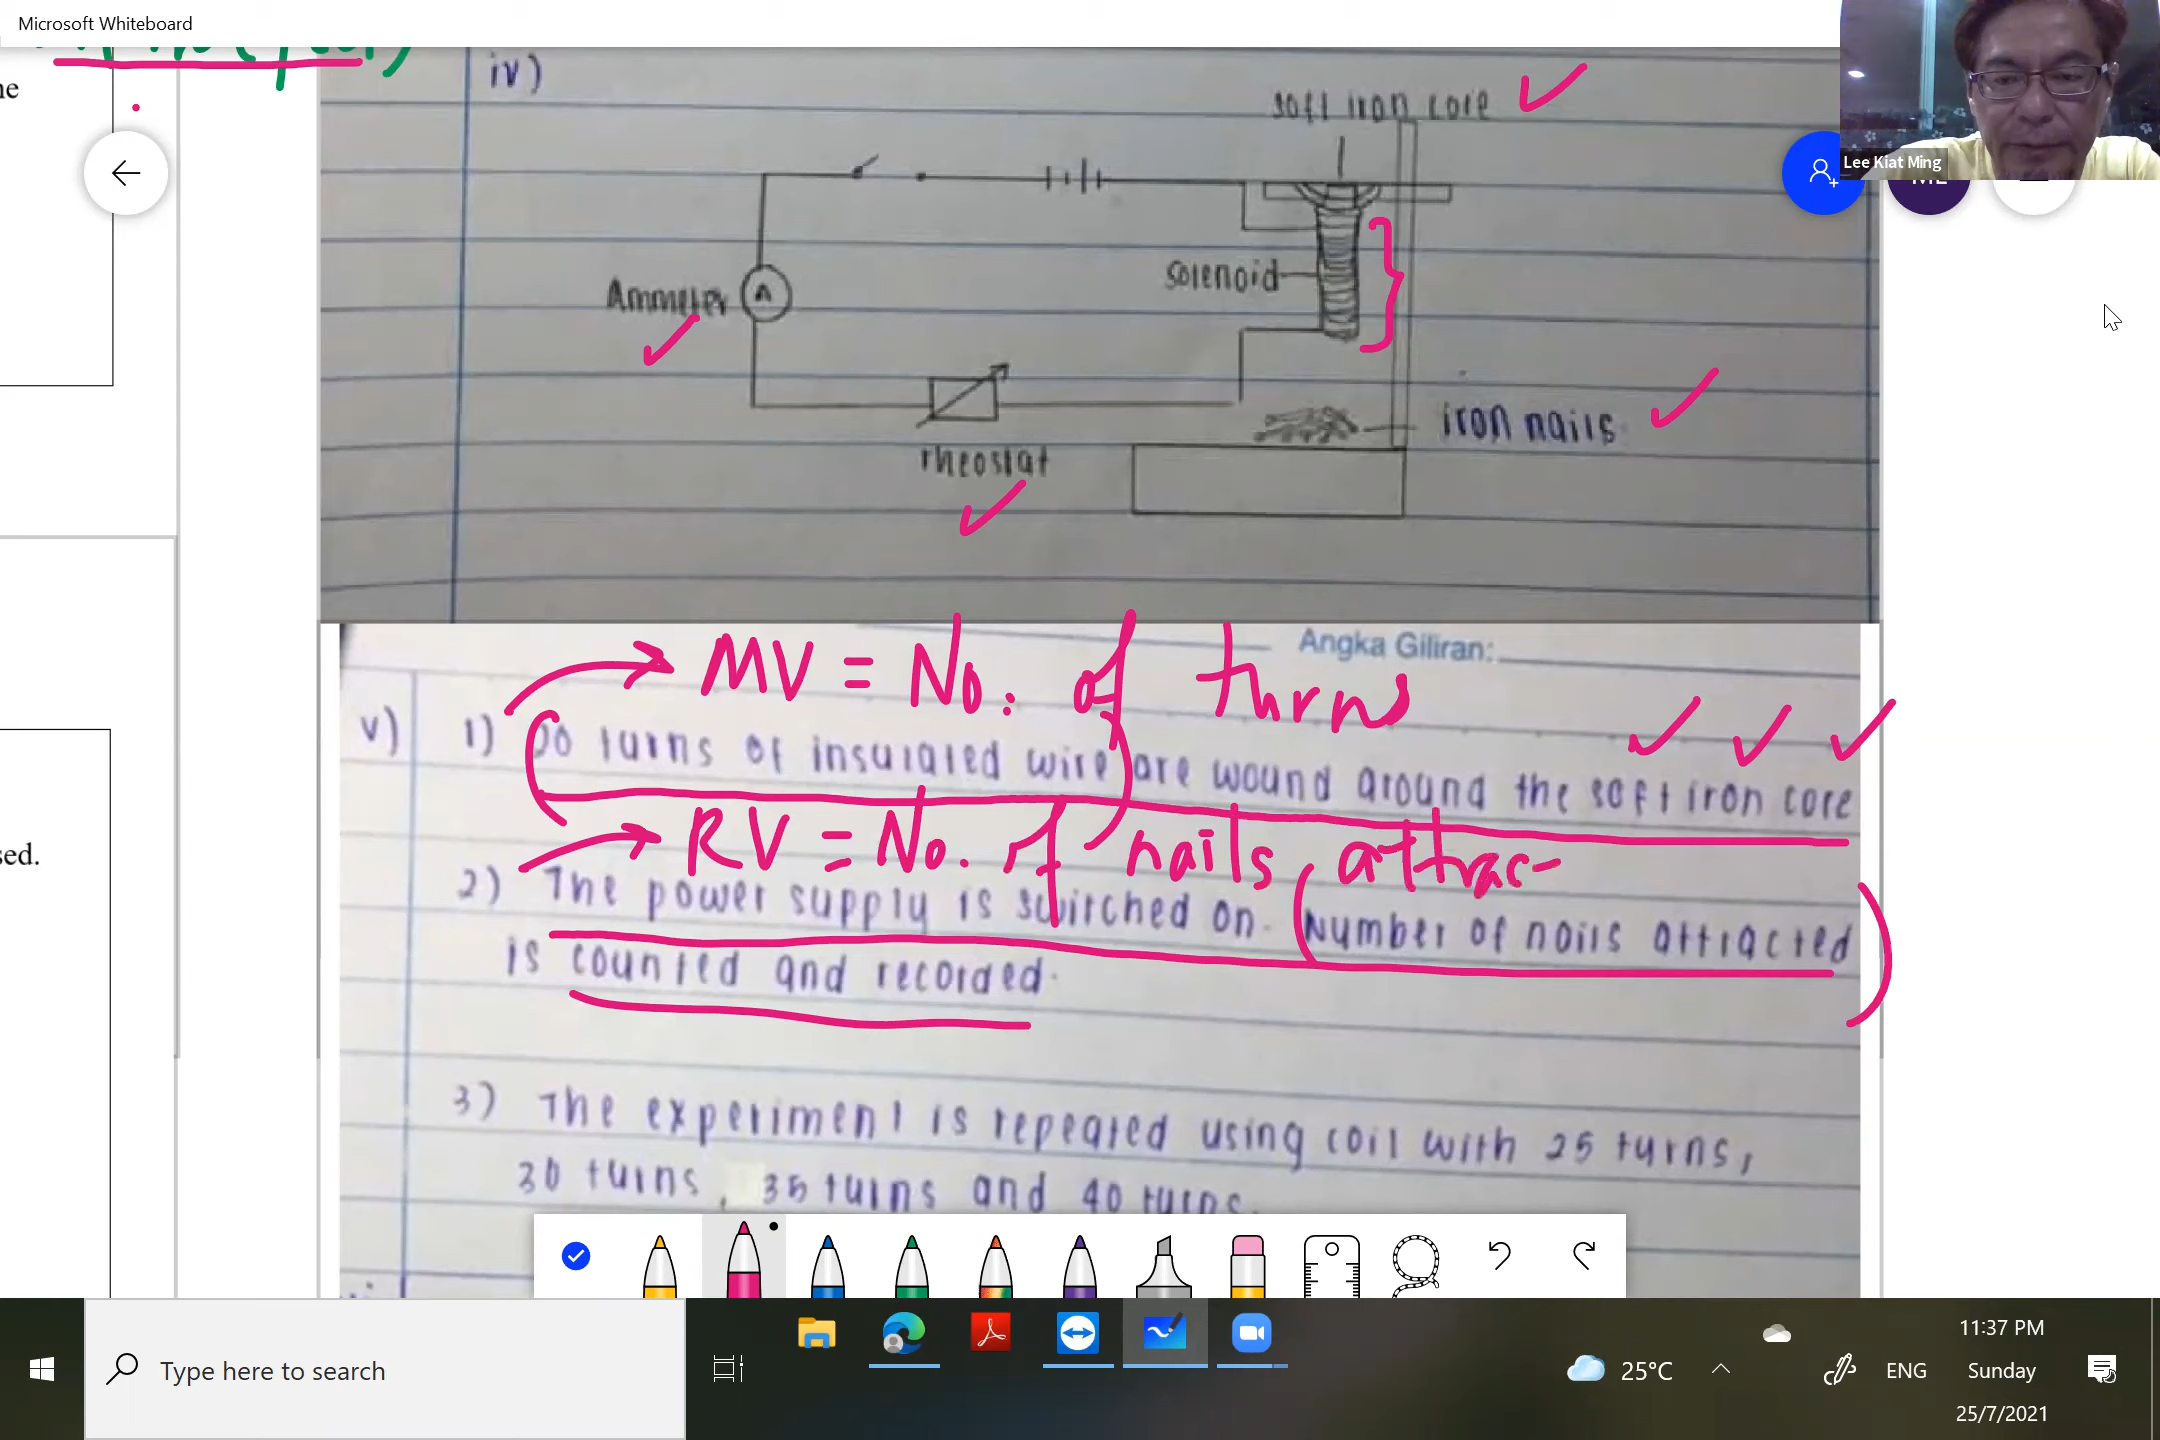 Microsoft Whiteboard
he
Lee Kiat Ming
iv)
soft iron core
solenoid
Ammeter A
iron nails
rheostat
Angka Giliran:
MV = No. of turns
v) 1) turns of insulated wire are wound around the soft iron core
RV = No. of nails attrac-
2) The power supply is switched on. Number of nails attracted
is counted and recorded.
sed.
3) The experiment is repeated using coil with 25 turns,
30 turns, 35 turns and 40 turns.
Type here to search
25°C
ENG
11:37 PM
Sunday
25/7/2021